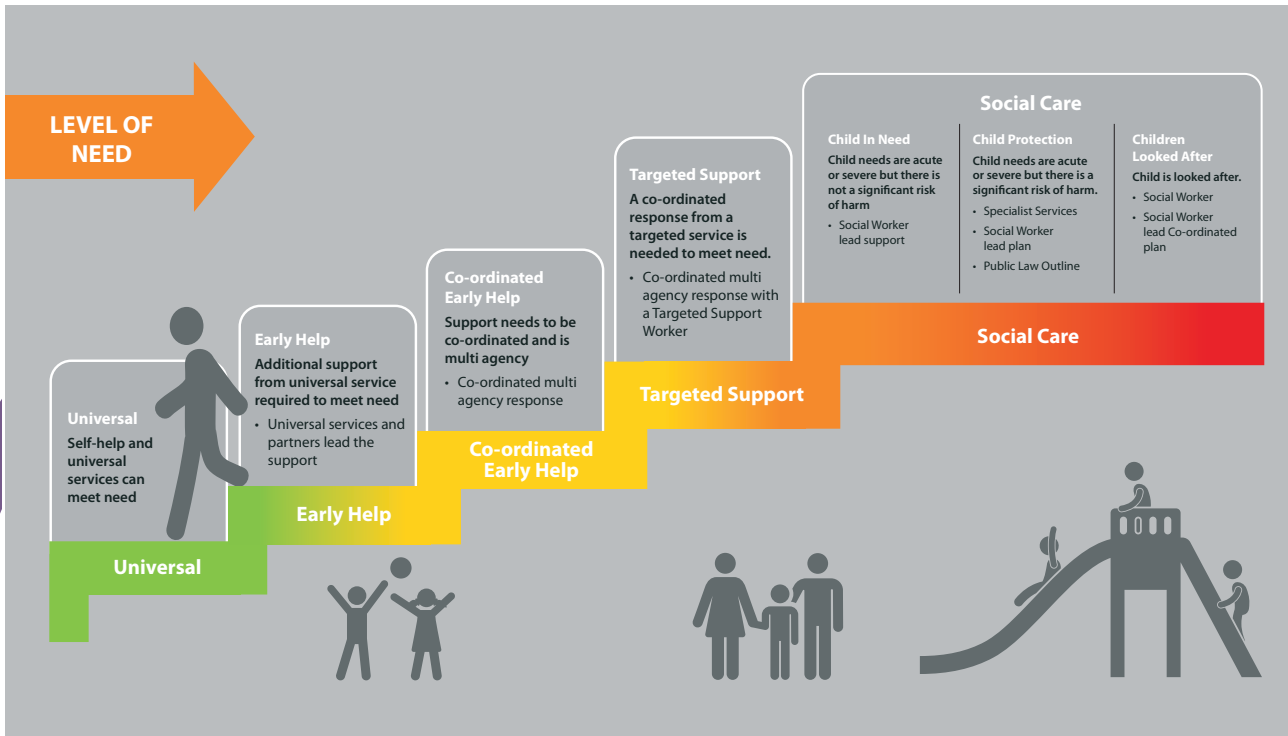 LEVEL OF
NEED
Universal
Self-help and
universal
services can
meet need
Universal
Early Help
Additional support
from universal service
required to meet need
• Universal services and
partners lead the
support
Early Help
Co-ordinated
Early Help
Support needs to be
co-ordinated and is
multi agency
• Co-ordinated multi
agency response
Co-ordinated
Early Help
Targeted Support
A co-ordinated
response from a
targeted service is
needed to meet need.
• Co-ordinated multi
agency response with
a Targeted Support
Worker
Targeted Support
Social Care
Child In Need
Child needs are acute
or severe but there is
not a significant risk
of harm
• Social Worker
lead support
Child Protection
Child needs are acute
or severe but there is a
significant risk of harm.
• Specialist Services
• Social Worker
lead plan
• Public Law Outline
Children
Looked After
Child is looked after.
• Social Worker
• Social Worker
lead Co-ordinated
plan
Social Care